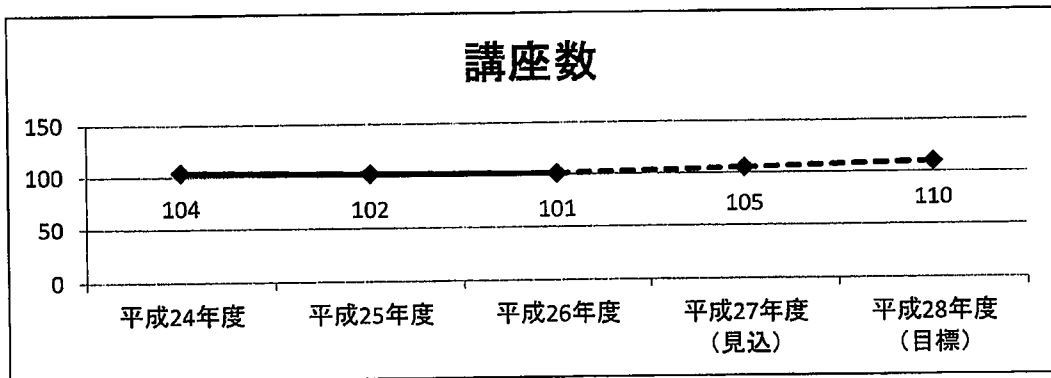 講座数
150
100
50
0
104
102
101
105
110
平成24年度
平成25年度
平成26年度
平成27年度
（見込）
平成28年度
（目標）